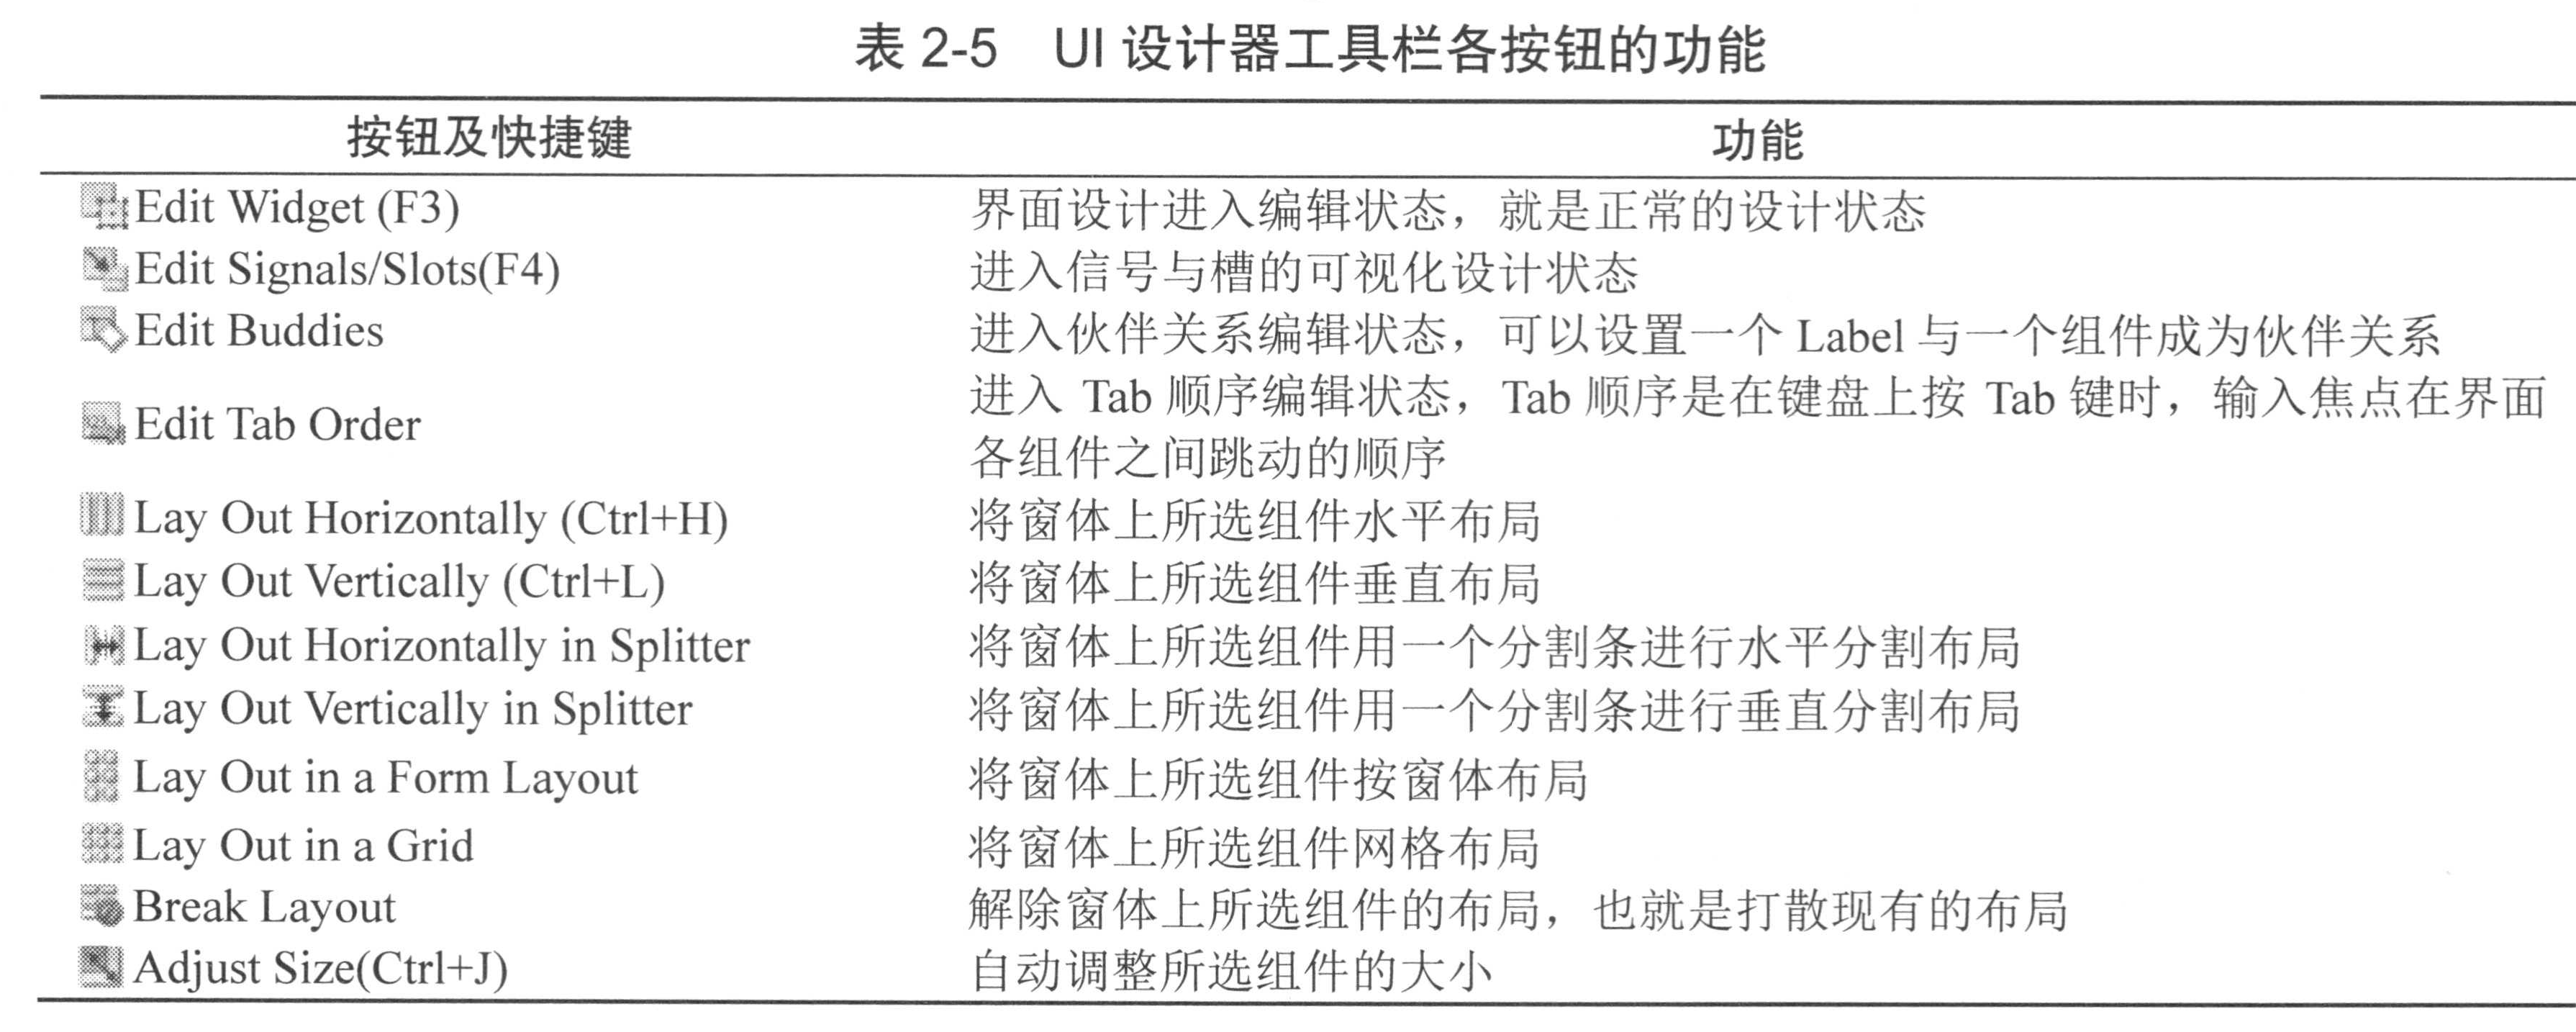 表 2-5 UI 设计器工具栏各按钮的功能
按钮及快捷键 功能
Edit Widget (F3) 界面设计进入编辑状态，就是正常的设计状态
Edit Signals/Slots(F4) 进入信号与槽的可视化设计状态
Edit Buddies 进入伙伴关系编辑状态，可以设置一个 Label 与一个组件成为伙伴关系
Edit Tab Order 进入 Tab 顺序编辑状态，Tab 顺序是在键盘上按 Tab 键时，输入焦点在界面
各组件之间跳动的顺序
Lay Out Horizontally (Ctrl+H) 将窗体上所选组件水平布局
Lay Out Vertically (Ctrl+L) 将窗体上所选组件垂直布局
Lay Out Horizontally in Splitter 将窗体上所选组件用一个分割条进行水平分割布局
Lay Out Vertically in Splitter 将窗体上所选组件用一个分割条进行垂直分割布局
Lay Out in a Form Layout 将窗体上所选组件按窗体布局
Lay Out in a Grid 将窗体上所选组件网格布局
Break Layout 解除窗体上所选组件的布局，也就是打散现有的布局
Adjust Size(Ctrl+J) 自动调整所选组件的大小